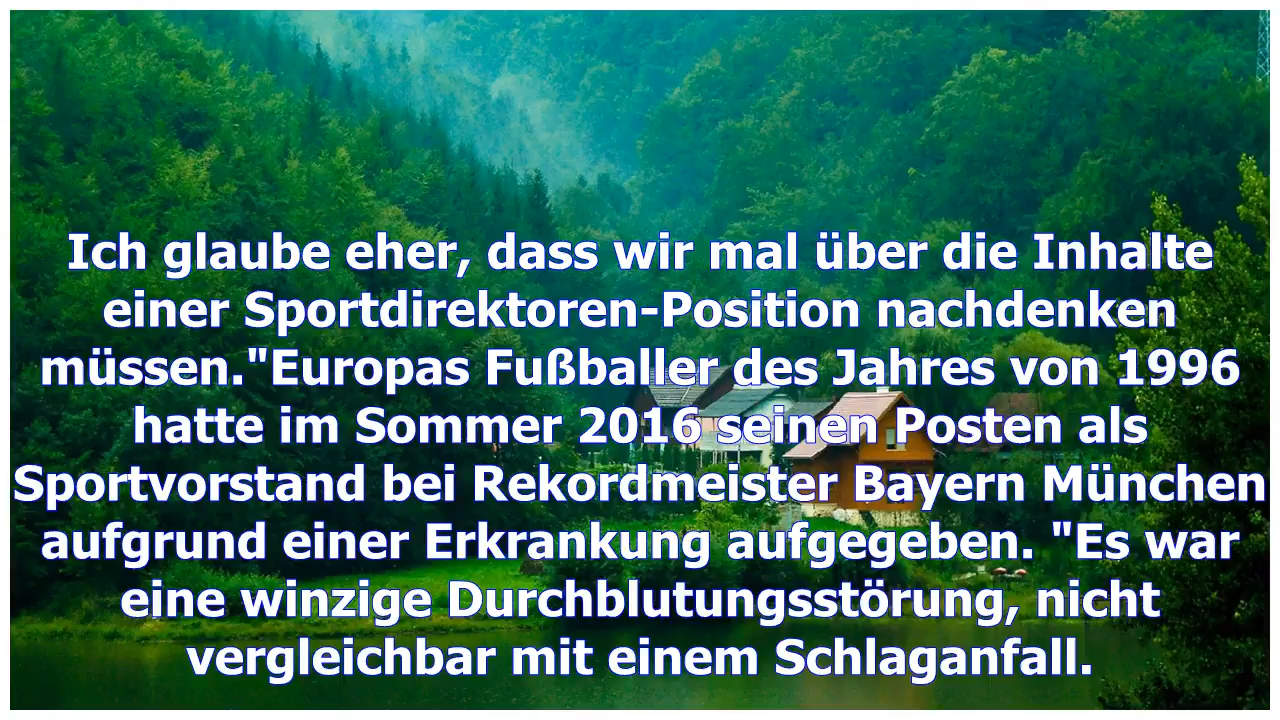 Ich glaube eher, dass wir mal über die Inhalte
einer Sportdirektoren-Position nachdenken
müssen."Europas Fußballer des Jahres von 1996
hatte im Sommer 2016 seinen Posten als
Sportvorstand bei Rekordmeister Bayern München
aufgrund einer Erkrankung aufgegeben. "Es war
eine winzige Durchblutungsstörung, nicht
vergleichbar mit einem Schlaganfall.